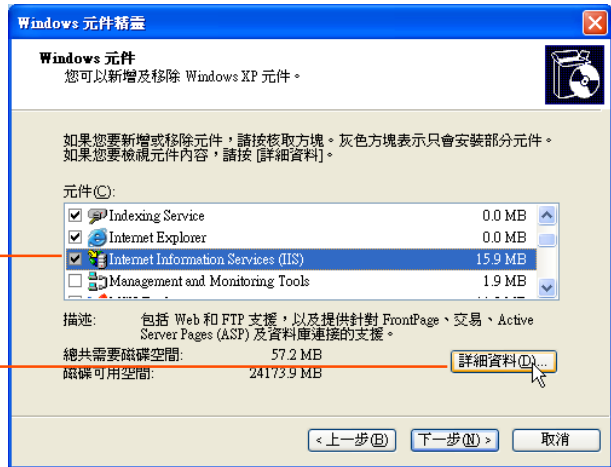 Windows 元件精靈
Windows 元件
您可以新增及移除 Windows XP 元件。
如果您要新增或移除元件，請按核取方塊。灰色方塊表示只會安裝部分元件。
如果您要檢視元件內容，請按 [詳細資料]。
元件(C):
Indexing Service 0.0 MB
Internet Explorer 0.0 MB
Internet Information Services (IIS) 15.9 MB
Management and Monitoring Tools 1.9 MB
描述: 包括 Web 和 FTP 支援，以及提供針對 FrontPage、交易、Active
Server Pages (ASP) 及資料庫連接的支援。
總共需要磁碟空間: 57.2 MB
磁碟可用空間: 24173.9 MB
詳細資料(D)...
< 上一步(B) 下一步(N) > 取消